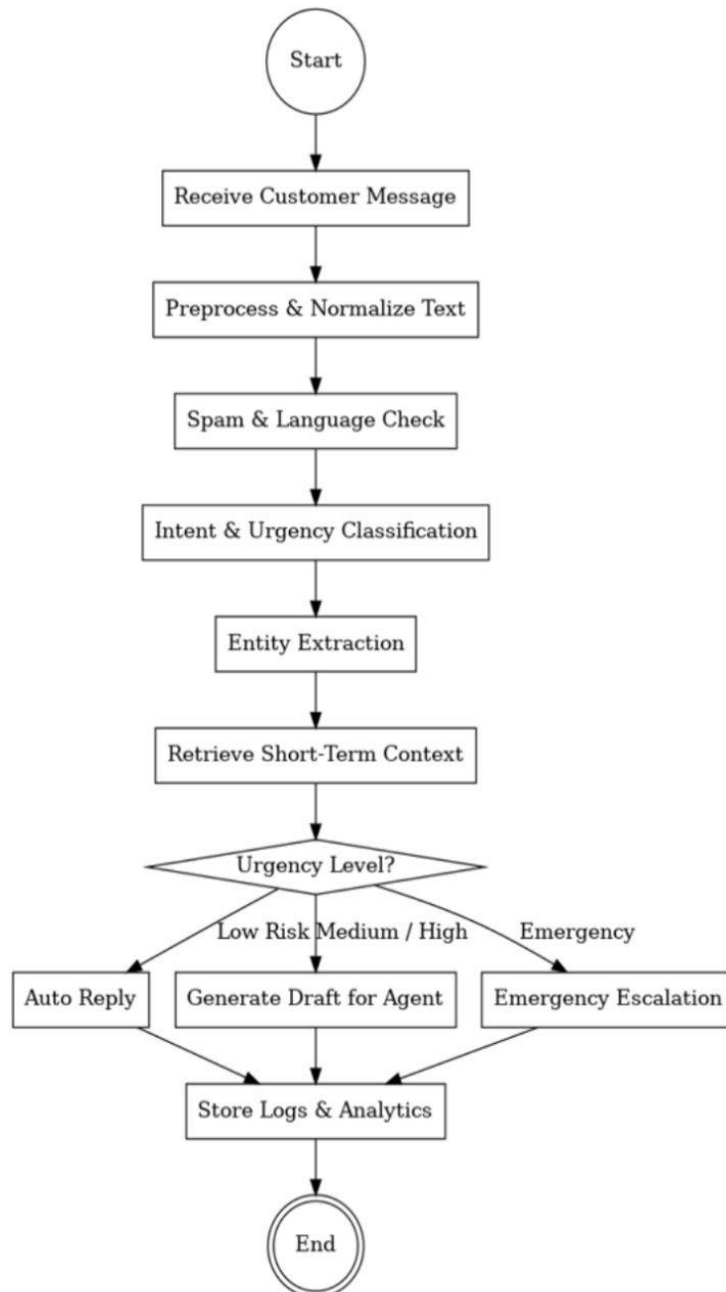 Start
Receive Customer Message
Preprocess & Normalize Text
Spam & Language Check
Intent & Urgency Classification
Entity Extraction
Retrieve Short-Term Context
Urgency Level?
Low Risk
Medium / High
Emergency
Auto Reply
Generate Draft for Agent
Emergency Escalation
Store Logs & Analytics
End